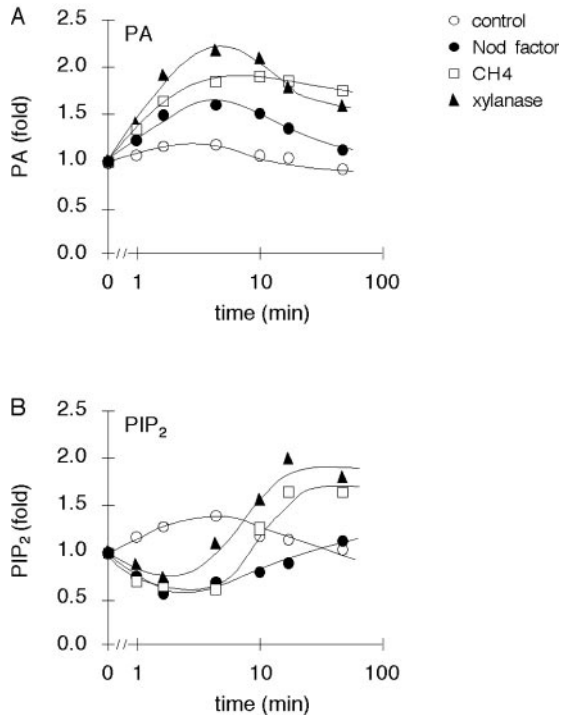 A
PA
control
Nod factor
CH4
xylanase
PA (fold)
2.5
2.0
1.5
1.0
0.5
0.0
0 // 1 10 100
time (min)
B
PIP₂
PIP₂ (fold)
2.5
2.0
1.5
1.0
0.5
0.0
0 // 1 10 100
time (min)